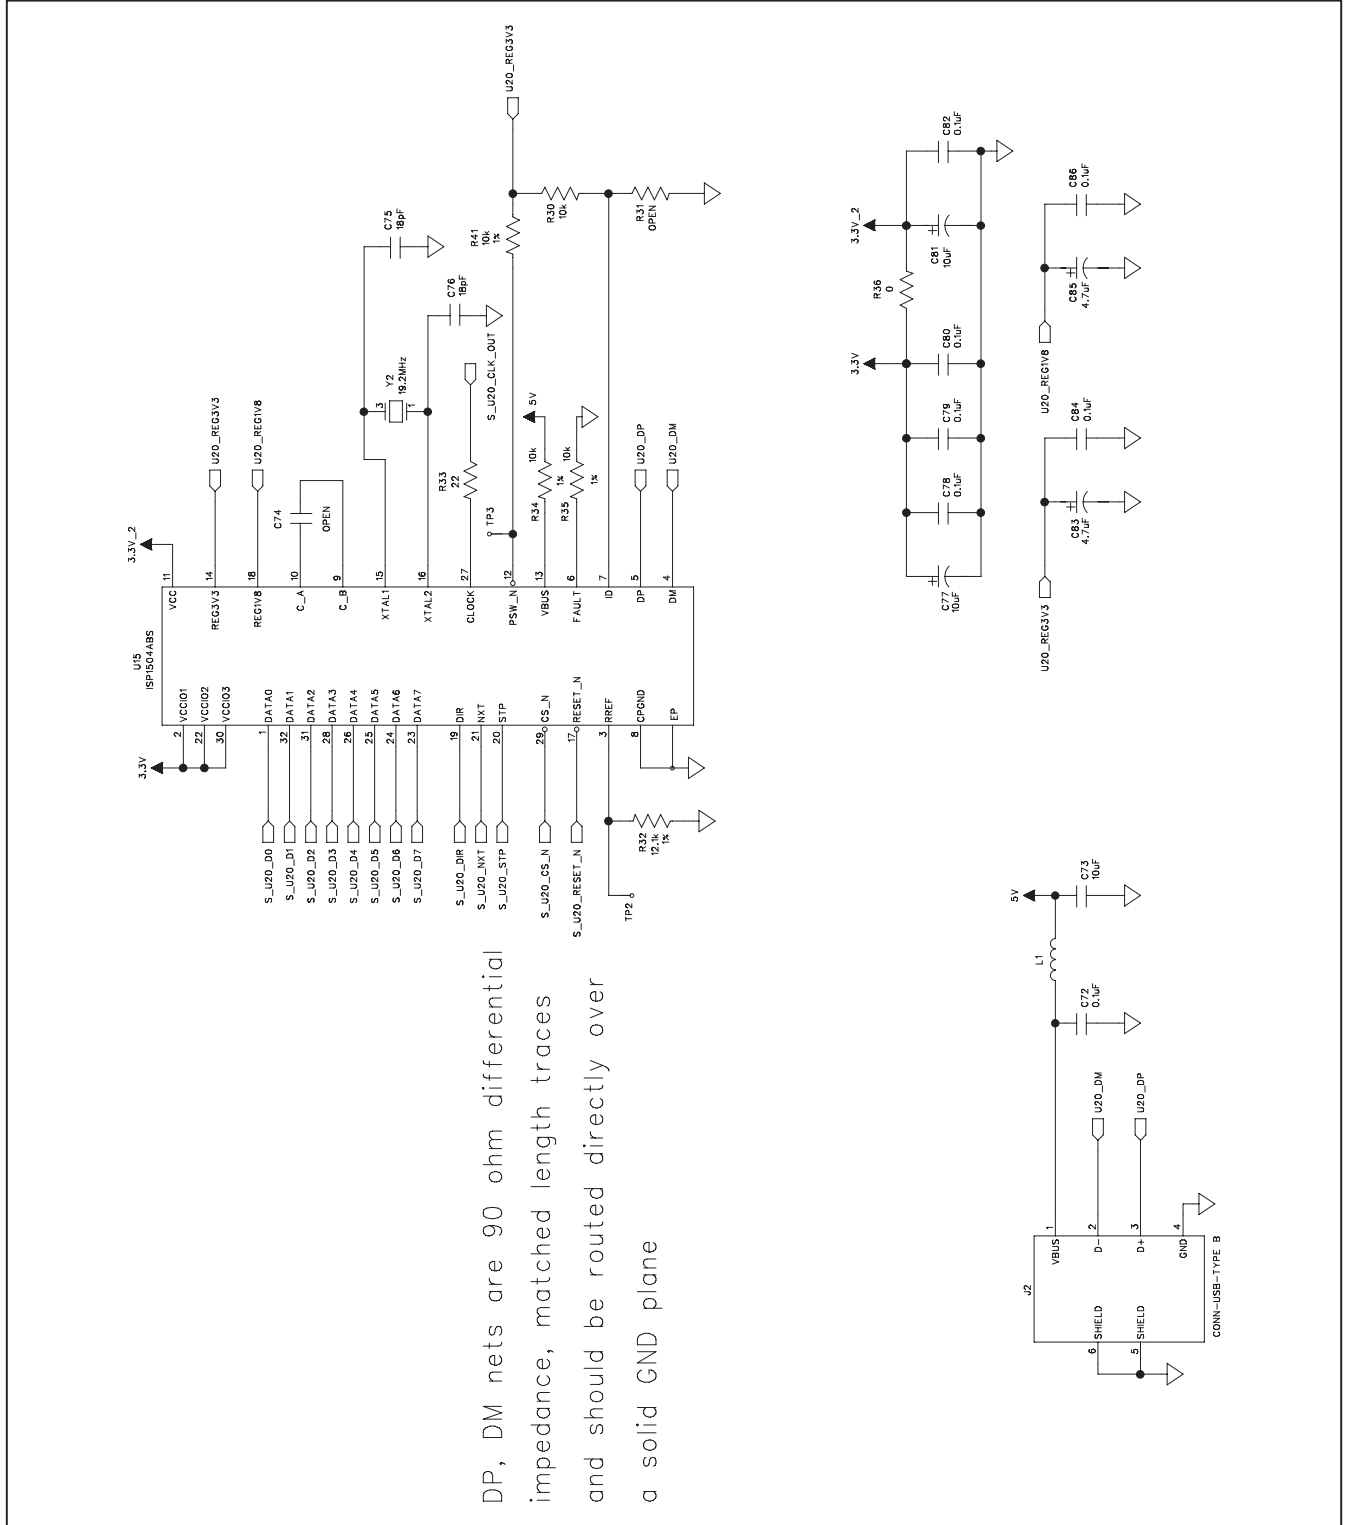 U15
ISP1504ABS
3.3V
2
VCCIO1
22
VCCIO2
30
VCCIO3
S_U20_D0
1
DATA0
S_U20_D1
32
DATA1
S_U20_D2
31
DATA2
S_U20_D3
28
DATA3
S_U20_D4
26
DATA4
S_U20_D5
25
DATA5
S_U20_D6
24
DATA6
S_U20_D7
23
DATA7
S_U20_DIR
19
DIR
S_U20_NXT
21
NXT
S_U20_STP
20
STP
S_U20_CS_N
29
CS_N
S_U20_RESET_N
17
RESET_N
3
RREF
8
CPGND
EP
R32
12.1k
1%
TP2
VCC
11
3.3V_2
REG3V3
14
U20_REG3V3
REG1V8
18
U20_REG1V8
C_A
10
C74
OPEN
C_B
9
XTAL1
15
XTAL2
16
Y2
19.2MHz
3
1
C75
18pF
C76
18pF
CLOCK
27
R33
22
S_U20_CLK_OUT
PSW_N
12
TP3
R41
10k
1%
U20_REG3V3
R30
10k
R31
OPEN
VBUS
13
R34
10k
1%
5V
FAULT
6
R35
10k
1%
ID
7
DP
5
U20_DP
DM
4
U20_DM
DP, DM nets are 90 ohm differential
impedance, matched length traces
and should be routed directly over
a solid GND plane
3.3V
3.3V_2
C77
10uF
C78
0.1uF
C79
0.1uF
C80
0.1uF
R36
0
C81
10uF
C82
0.1uF
U20_REG3V3
C83
4.7uF
C84
0.1uF
U20_REG1V8
C85
4.7uF
C86
0.1uF
J2
CONN-USB-TYPE B
6
SHIELD
5
SHIELD
VBUS
1
D-
2
U20_DM
D+
3
U20_DP
GND
4
C72
0.1uF
L1
5V
C73
10uF